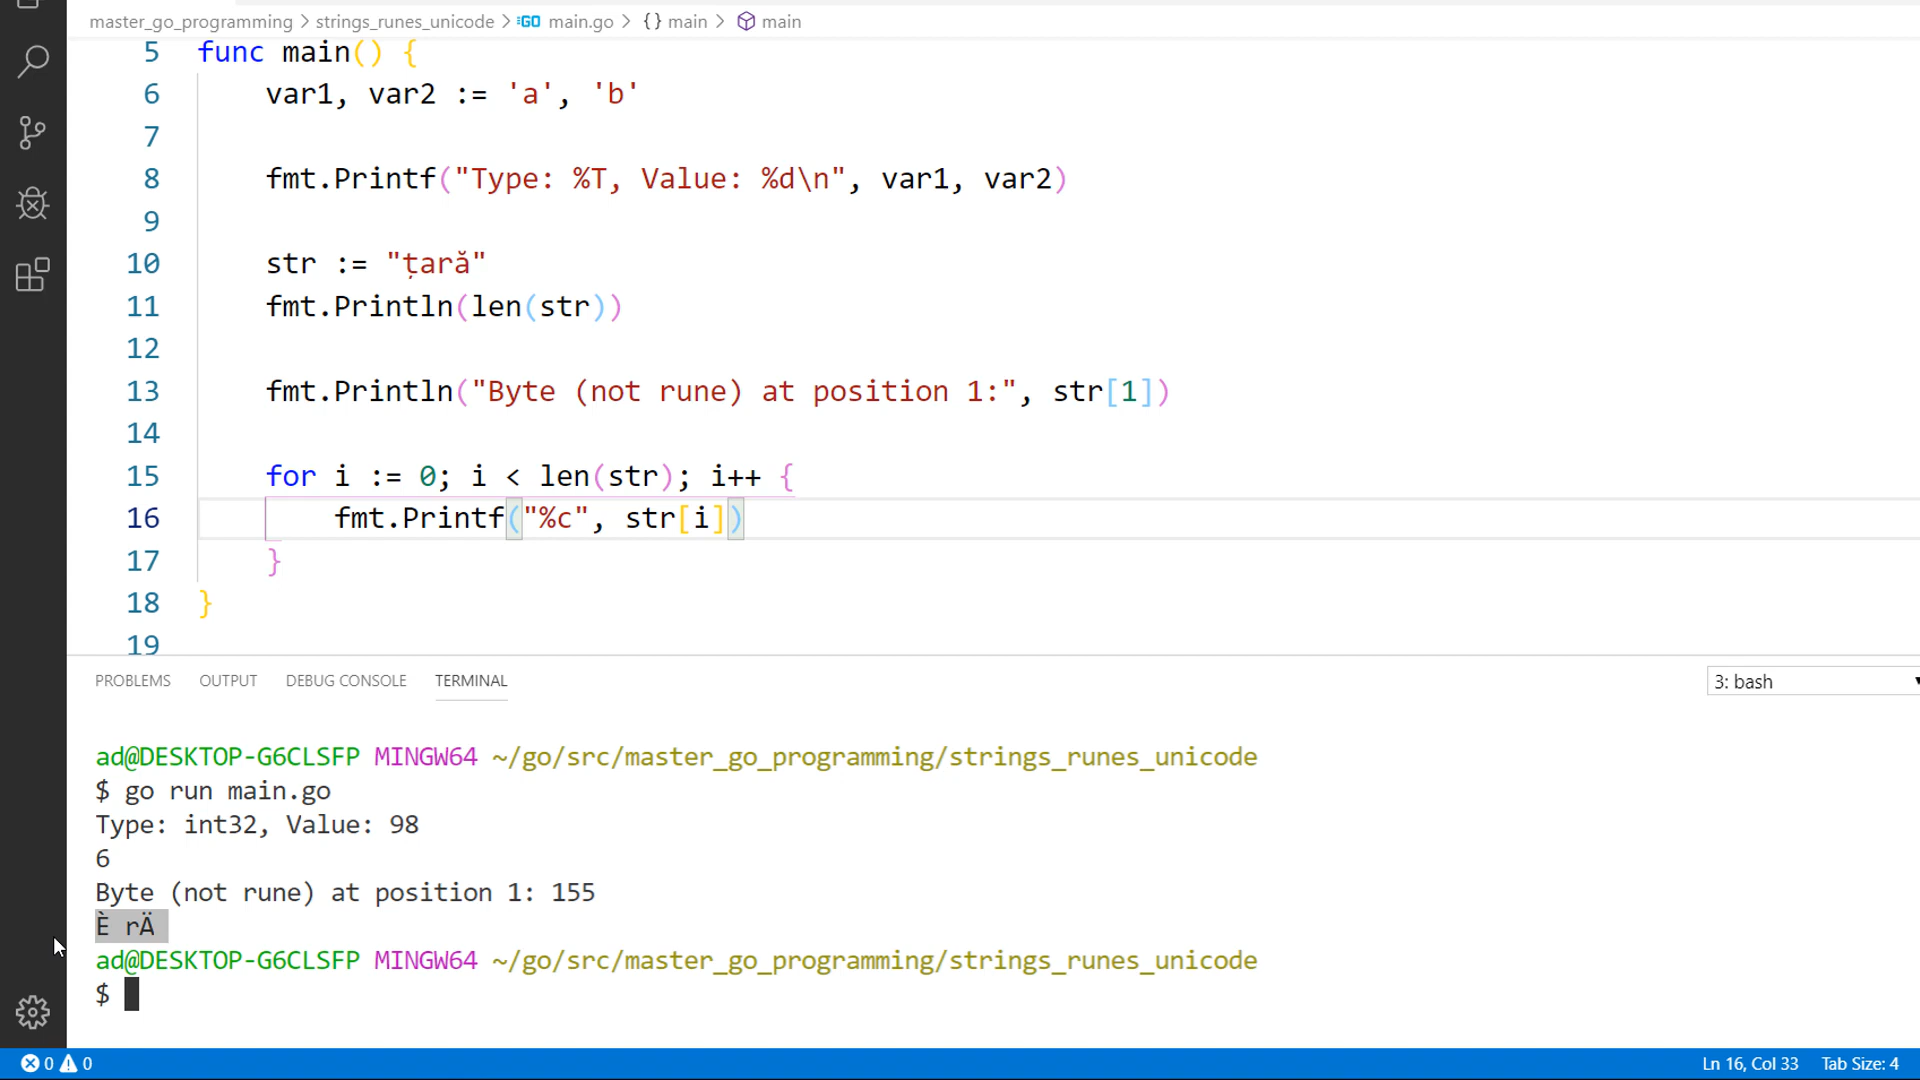 master_go_programming > strings_runes_unicode > GO main.go > {} main > main
5 func main() {
6 var1, var2 := 'a', 'b'
7
8 fmt.Printf("Type: %T, Value: %d\n", var1, var2)
9
10 str := "țară"
11 fmt.Println(len(str))
12
13 fmt.Println("Byte (not rune) at position 1:", str[1])
14
15 for i := 0; i < len(str); i++ {
16 fmt.Printf("%c", str[i])
17 }
18 }
19
PROBLEMS OUTPUT DEBUG CONSOLE TERMINAL 3: bash
ad@DESKTOP-G6CLSFP MINGW64 ~/go/src/master_go_programming/strings_runes_unicode
$ go run main.go
Type: int32, Value: 98
6
Byte (not rune) at position 1: 155
È rÄ
ad@DESKTOP-G6CLSFP MINGW64 ~/go/src/master_go_programming/strings_runes_unicode
$
0 0 Ln 16, Col 33 Tab Size: 4